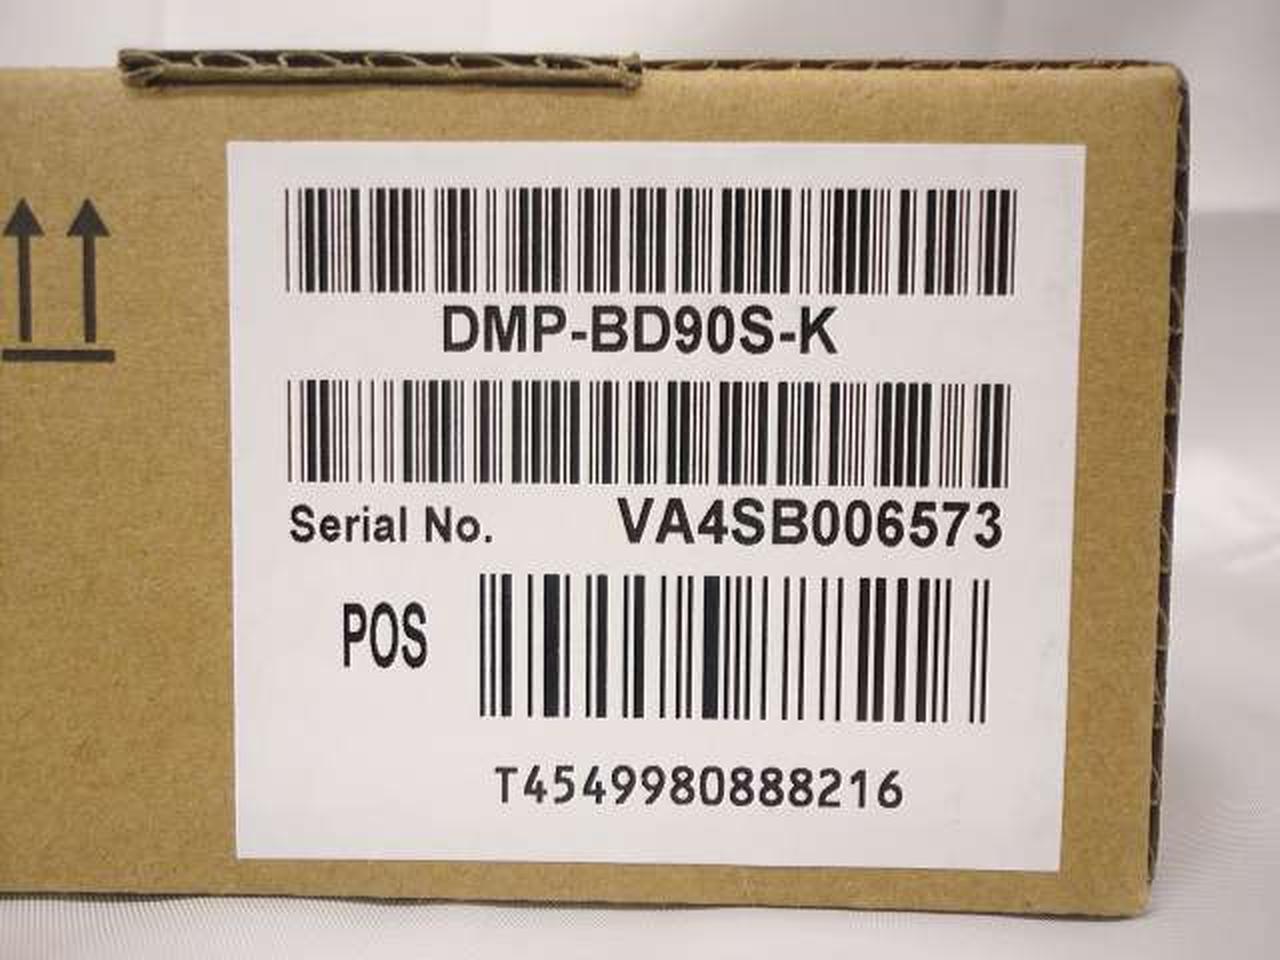 DMP-BD90S-K
Serial No. VA4SB006573
POS
T4549980888216